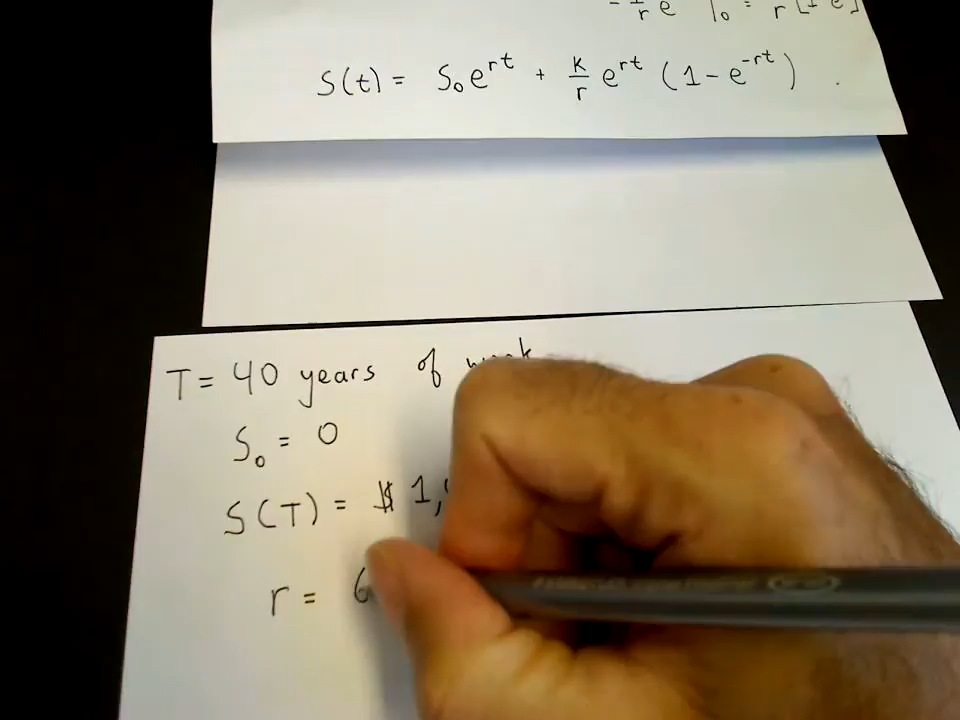 S(t) = S₀e^{rt} + k/r e^{rt} (1 - e^{-rt})
T = 40 years of
S₀ = 0
S(T) = $ 1,
r = 6